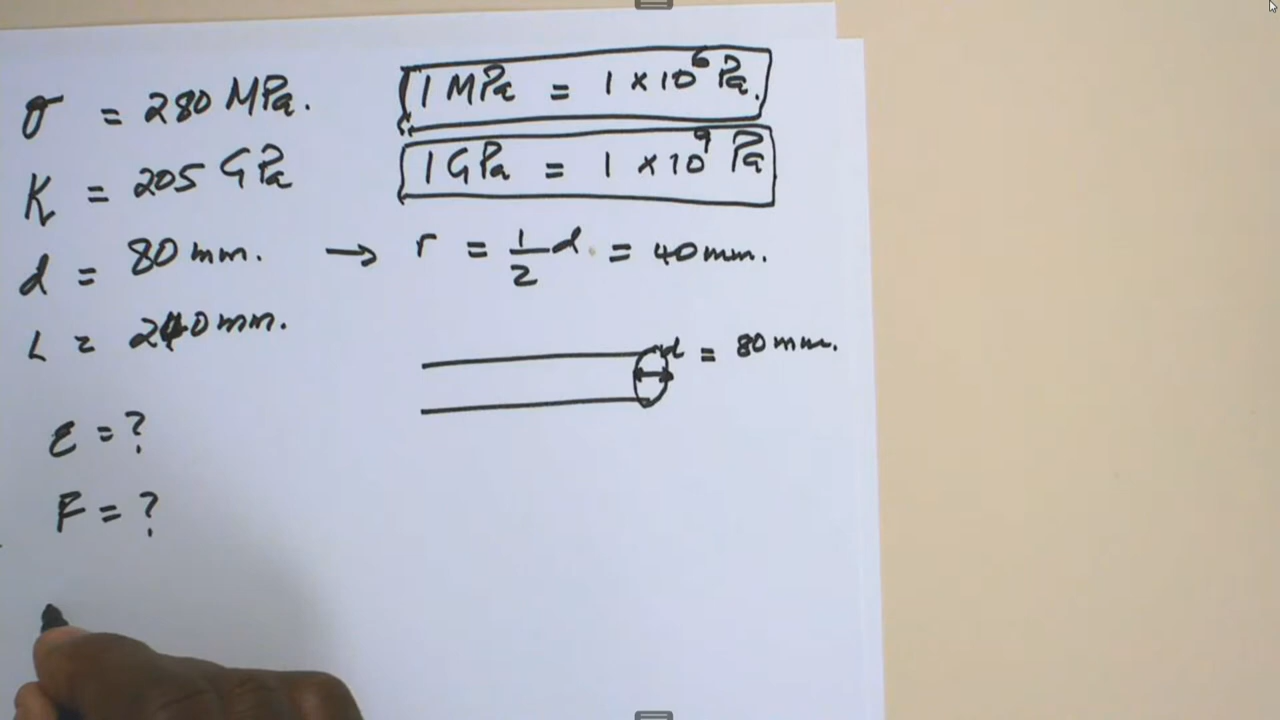 σ = 280 MPa.
1 MPa = 1 × 10⁶ Pa.
K = 205 GPa
1 GPa = 1 × 10⁹ Pa
d = 80 mm. → r = 1/2 d. = 40 mm.
L = 240 mm.
d = 80 mm.
ε = ?
F = ?